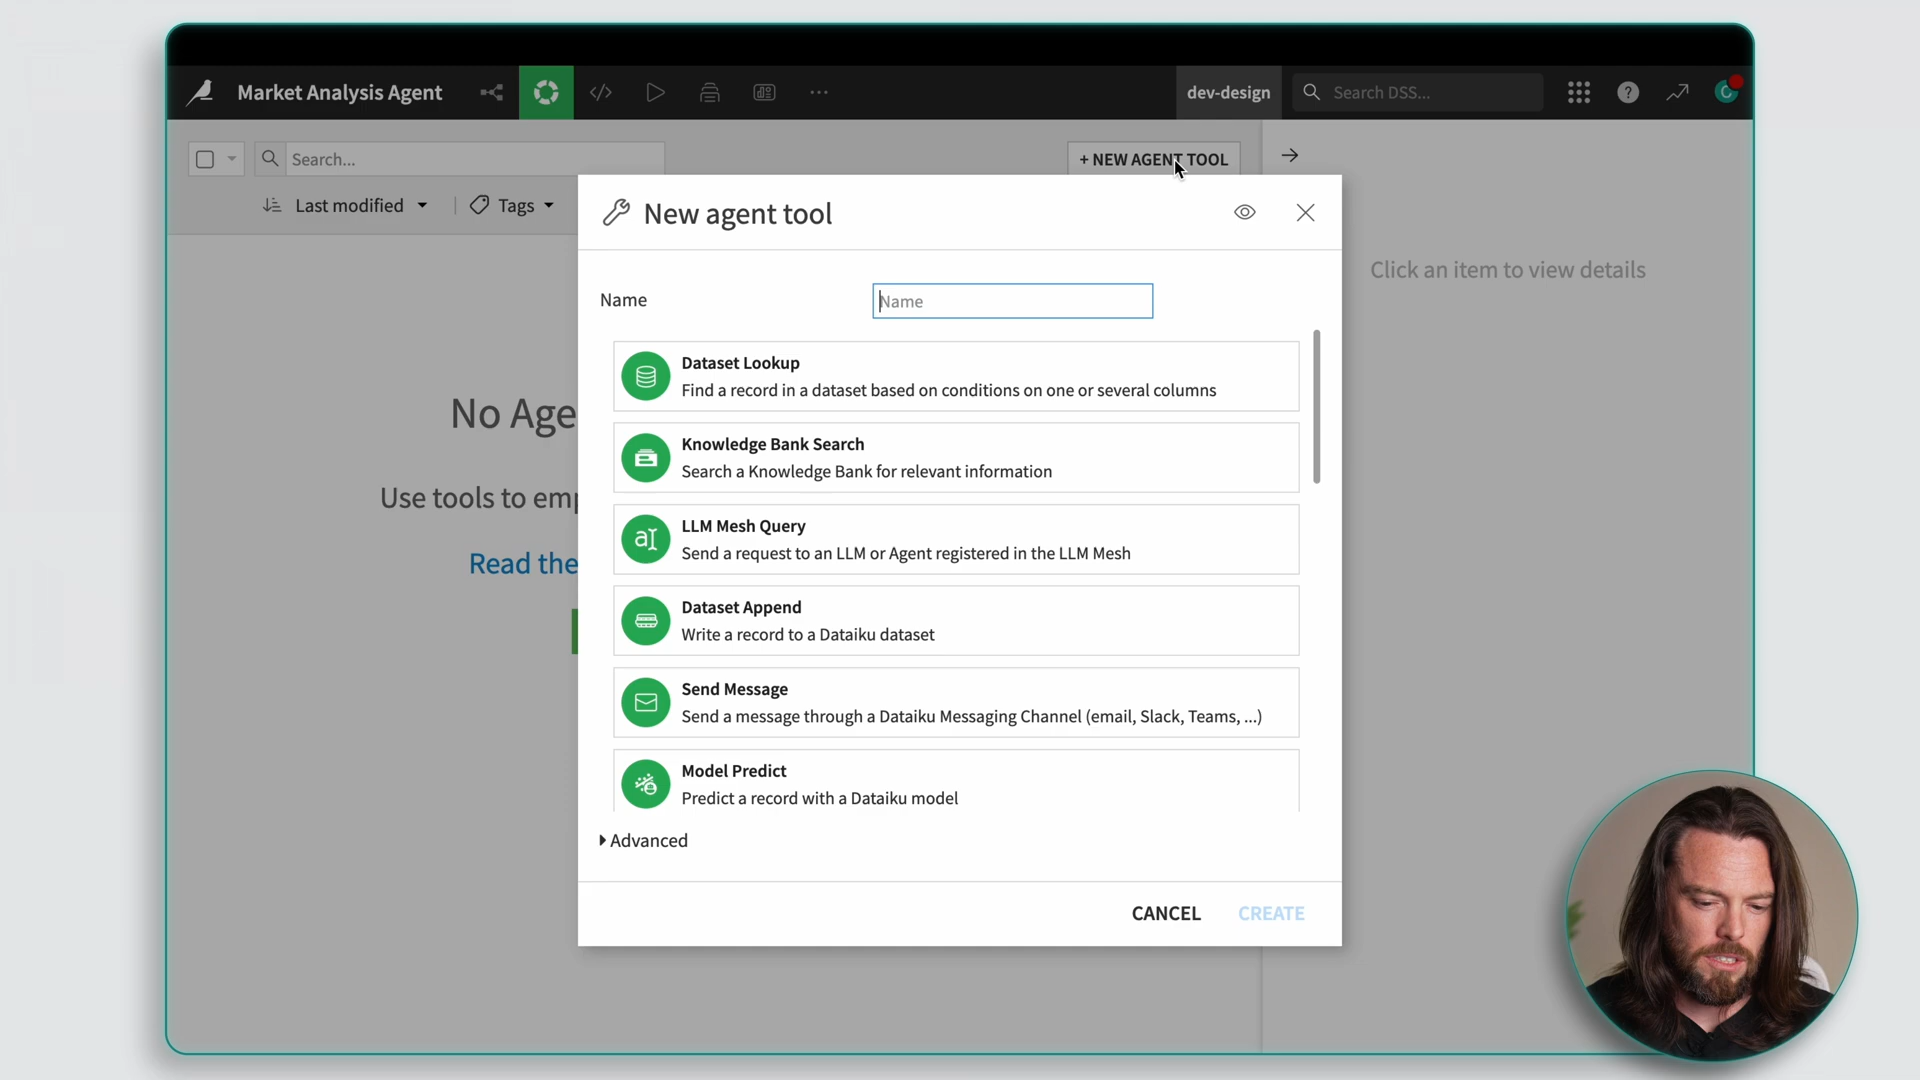 Market Analysis Agent
dev-design
Search DSS...
Search...
+ NEW AGENT TOOL
Last modified
Tags
New agent tool
Click an item to view details
Name
Name
Dataset Lookup
Find a record in a dataset based on conditions on one or several columns
No Age
Knowledge Bank Search
Search a Knowledge Bank for relevant information
Use tools to emp
LLM Mesh Query
Send a request to an LLM or Agent registered in the LLM Mesh
Read the
Dataset Append
Write a record to a Dataiku dataset
Send Message
Send a message through a Dataiku Messaging Channel (email, Slack, Teams, ...)
Model Predict
Predict a record with a Dataiku model
Advanced
CANCEL
CREATE